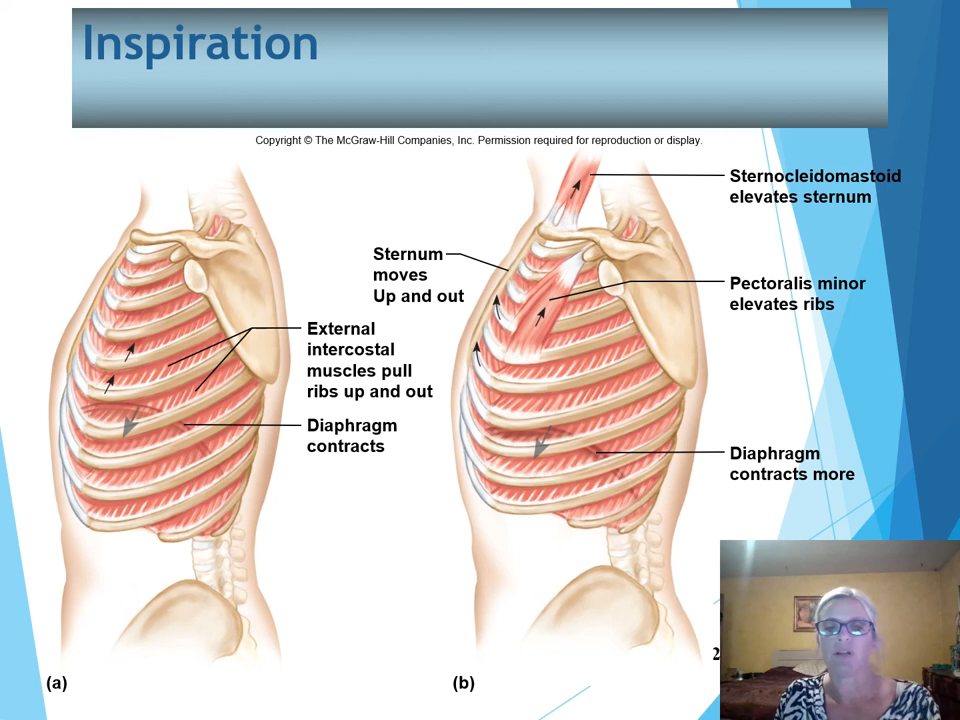 Inspiration
Copyright © The McGraw-Hill Companies, Inc. Permission required for reproduction or display.
Sternocleidomastoid
elevates sternum
Sternum
moves
Up and out
Pectoralis minor
elevates ribs
External
intercostal
muscles pull
ribs up and out
Diaphragm
contracts
Diaphragm
contracts more
2
(a)
(b)